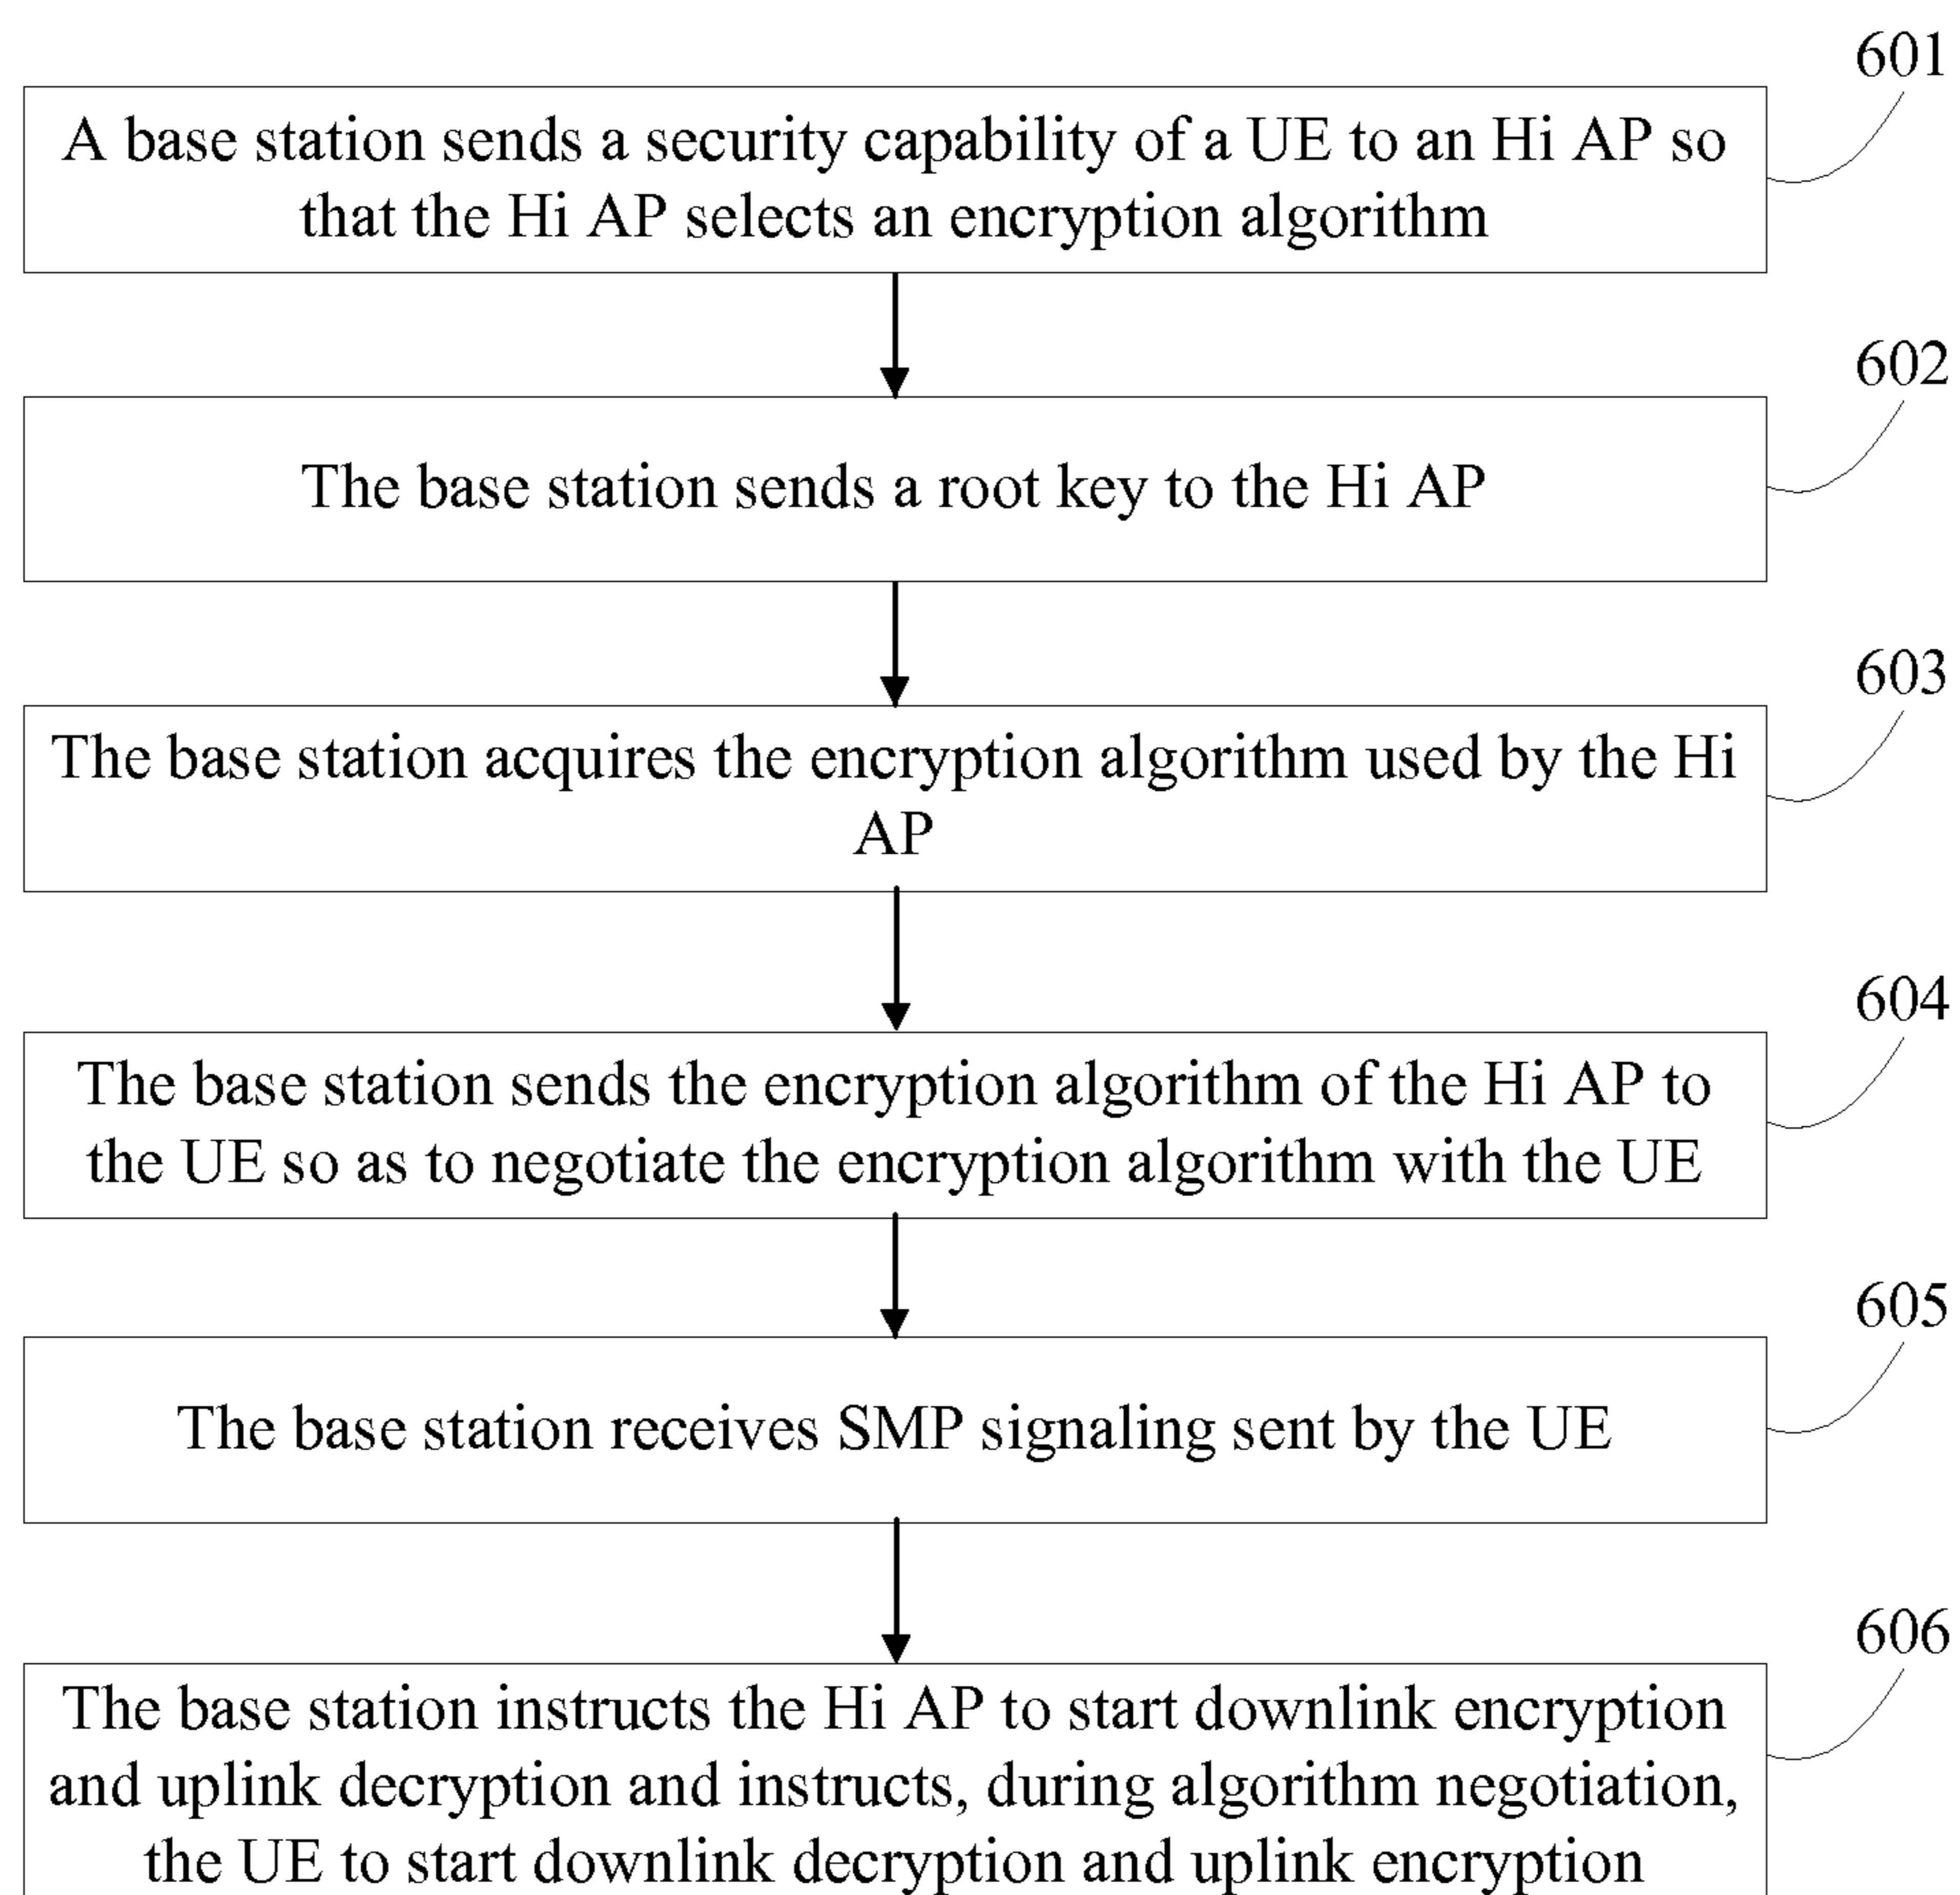 601
A base station sends a security capability of a UE to an Hi AP so
that the Hi AP selects an encryption algorithm
602
The base station sends a root key to the Hi AP
603
The base station acquires the encryption algorithm used by the Hi
AP
604
The base station sends the encryption algorithm of the Hi AP to
the UE so as to negotiate the encryption algorithm with the UE
605
The base station receives SMP signaling sent by the UE
606
The base station instructs the Hi AP to start downlink encryption
and uplink decryption and instructs, during algorithm negotiation,
the UE to start downlink decryption and uplink encryption